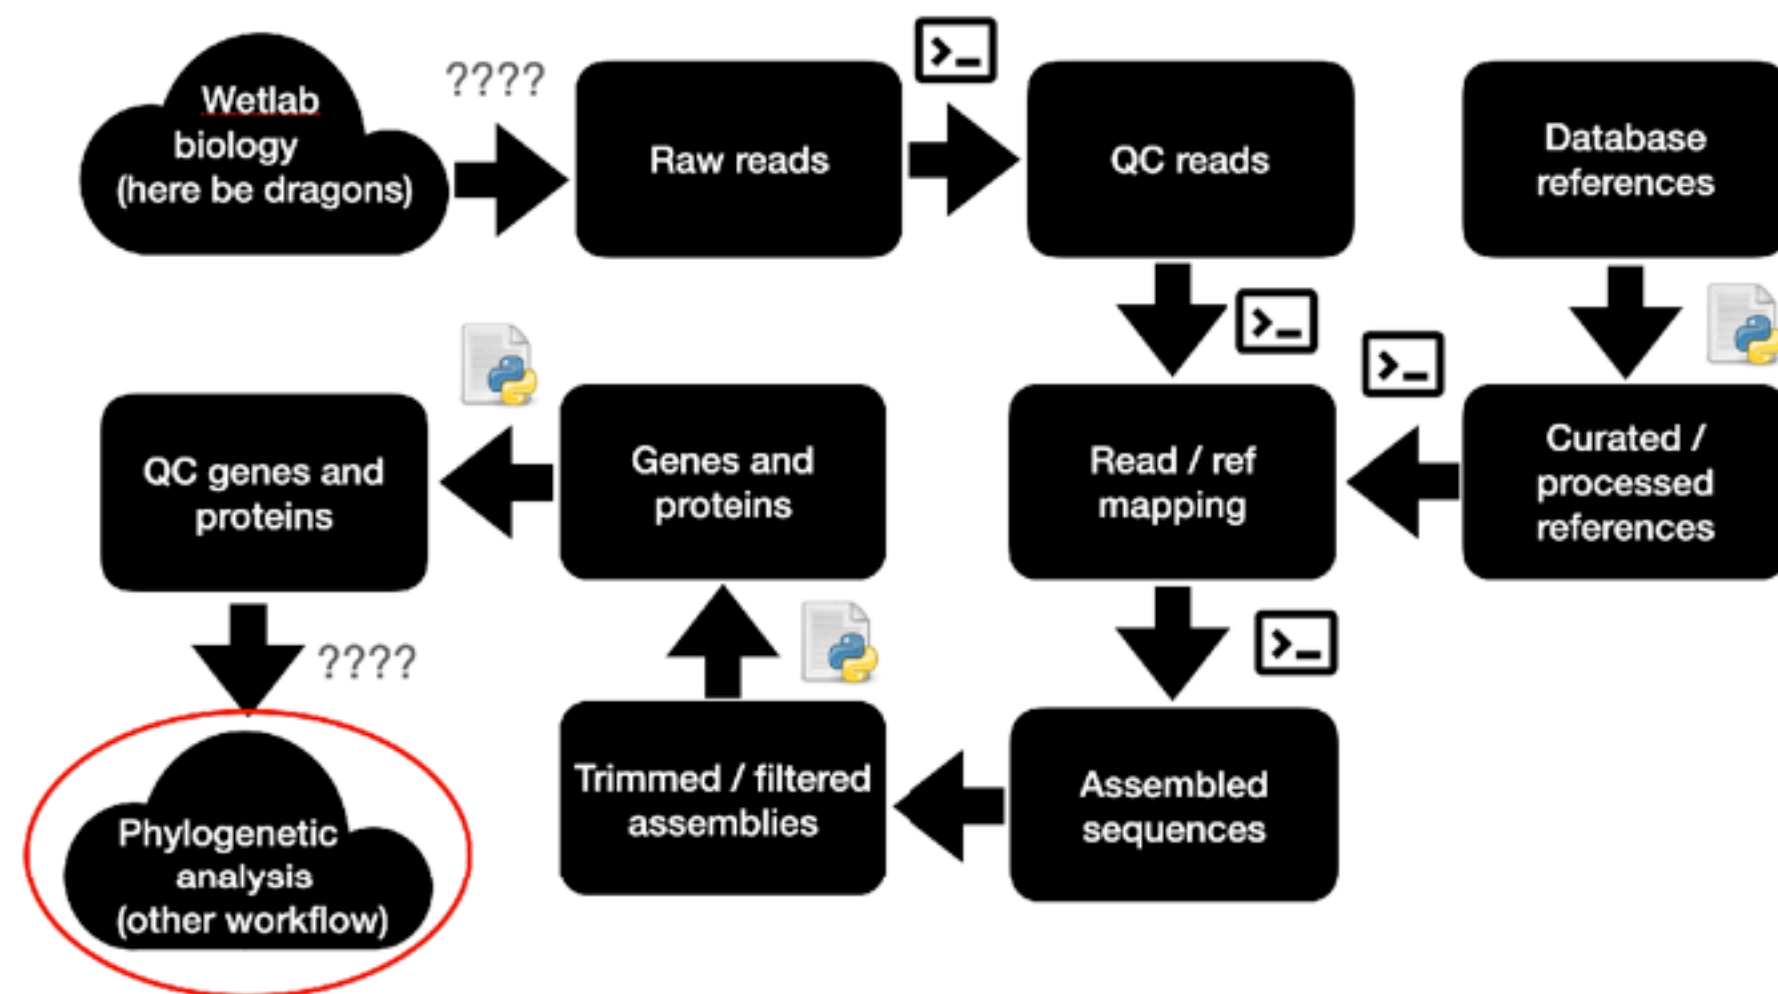 Wetlab
biology
(here be dragons)
????
Raw reads
>_
QC reads
Database
references
>_
>_
QC genes and
proteins
Genes and
proteins
Read / ref
mapping
Curated /
processed
references
????
>_
Phylogenetic
analysis
(other workflow)
Trimmed / filtered
assemblies
Assembled
sequences